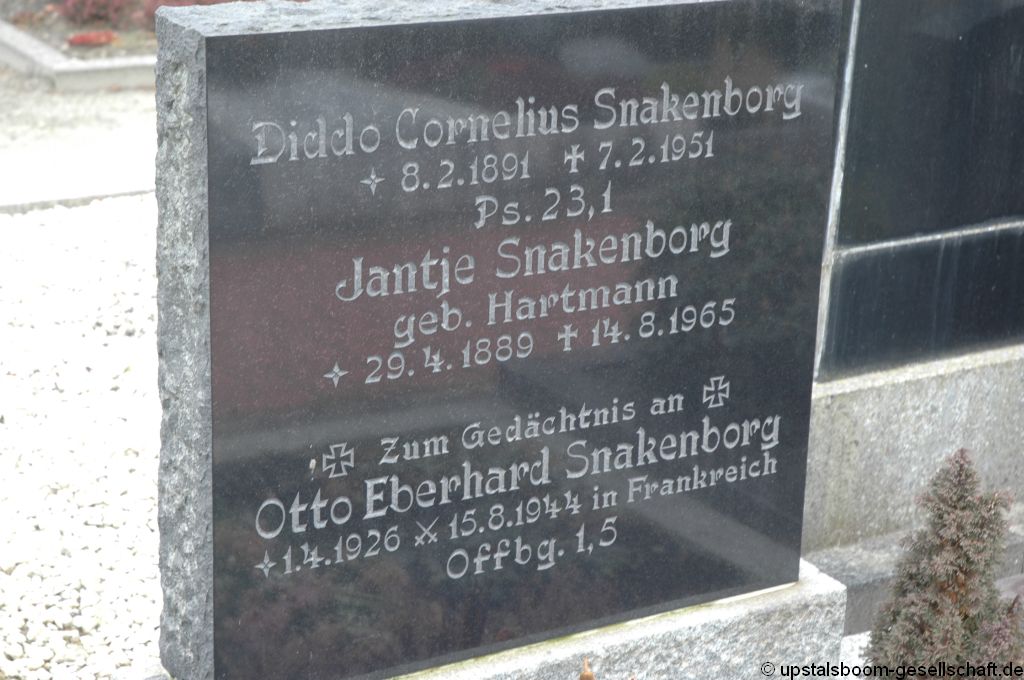 Diddo Cornelius Snakenborg
✧ 8.2.1891 ✝ 7.2.1951
Ps. 23,1
Jantje Snakenborg
geb. Hartmann
✧ 29.4.1889 ✝ 14.8.1965
✠ Zum Gedächtnis an ✠
Otto Eberhard Snakenborg
✧ 1.4.1926 ⚔ 15.8.1944 in Frankreich
Offbg. 1,5
© upstalsboom-gesellschaft.de